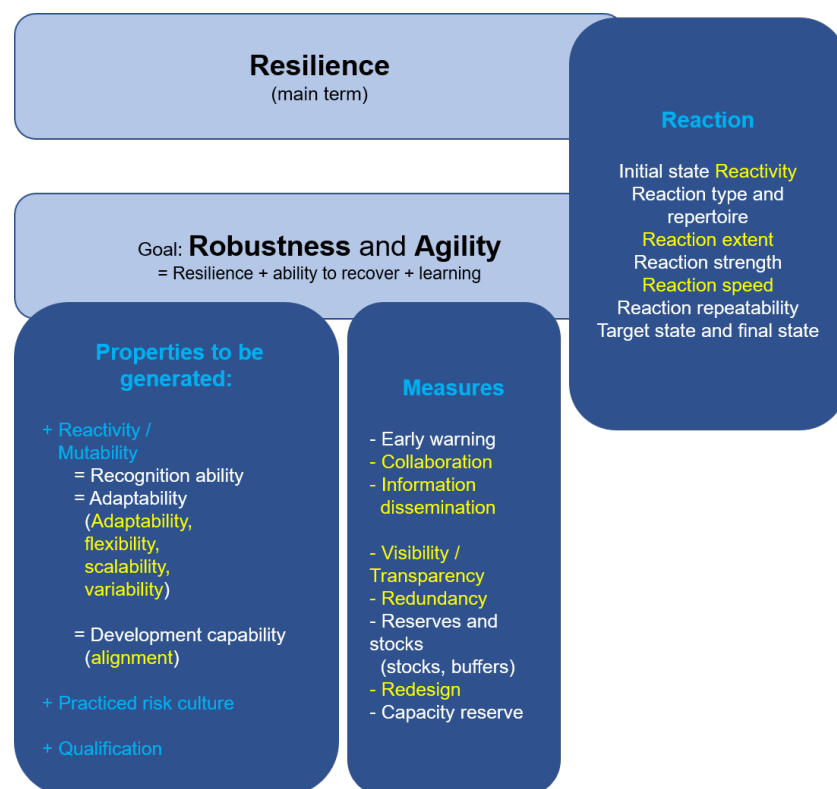 Resilience
(main term)
Goal: Robustness and Agility
= Resilience + ability to recover + learning
Reaction
Initial state Reactivity
Reaction type and
repertoire
Reaction extent
Reaction strength
Reaction speed
Reaction repeatability
Target state and final state
Properties to be
generated:
+ Reactivity /
Mutability
= Recognition ability
= Adaptability
(Adaptability,
flexibility,
scalability,
variability)
= Development capability
(alignment)
+ Practiced risk culture
+ Qualification
Measures
- Early warning
- Collaboration
- Information
dissemination
- Visibility /
Transparency
- Redundancy
- Reserves and
stocks
(stocks, buffers)
- Redesign
- Capacity reserve